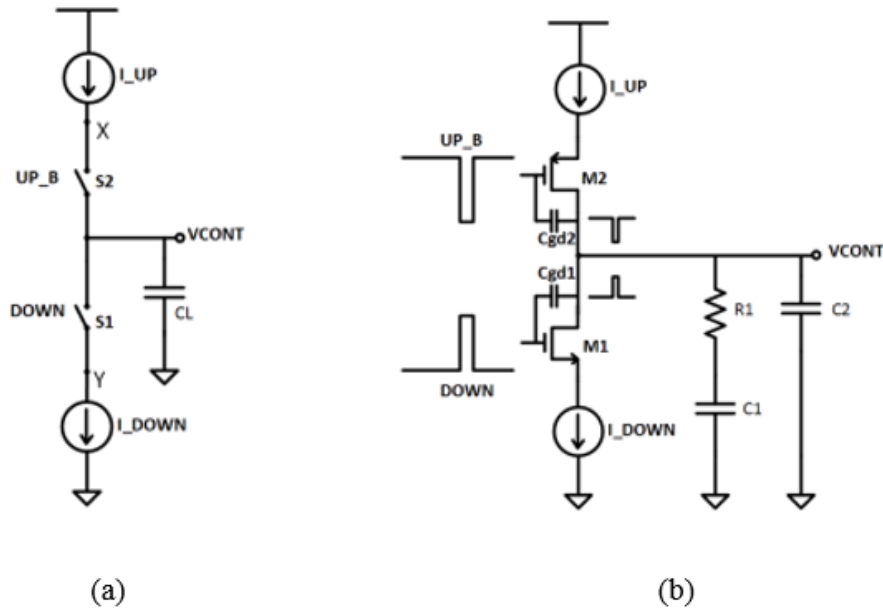 I_UP
X
UP_B
S2
VCONT
DOWN
S1
CL
Y
I_DOWN
(a)
I_UP
UP_B
M2
Cgd2
VCONT
Cgd1
R1
C2
M1
DOWN
C1
I_DOWN
(b)